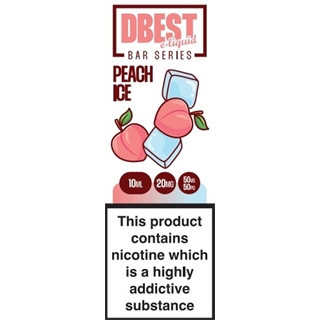 DBEST
e-liquid
BAR SERIES
PEACH
ICE
10ML
20MG
50VG
50PG
This product
contains
nicotine which
is a highly
addictive
substance